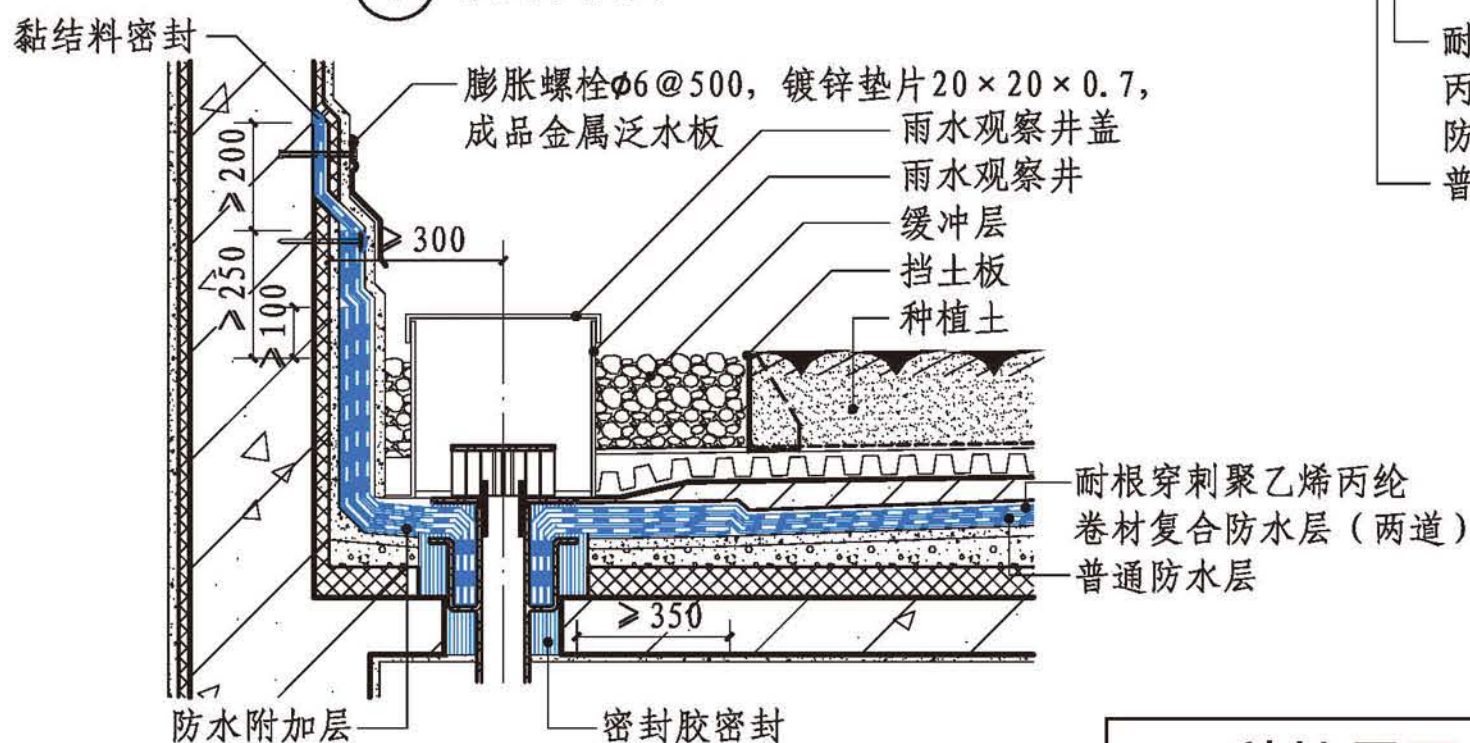 黏结料密封
膨胀螺栓ϕ6@500，镀锌垫片20×20×0.7，
成品金属泛水板
雨水观察井盖
雨水观察井
缓冲层
挡土板
种植土
≥200
≥250
≥100
≥300
耐根穿刺聚乙烯丙纶
卷材复合防水层（两道）
普通防水层
≥350
防水附加层
密封胶密封
耐
丙
防
普